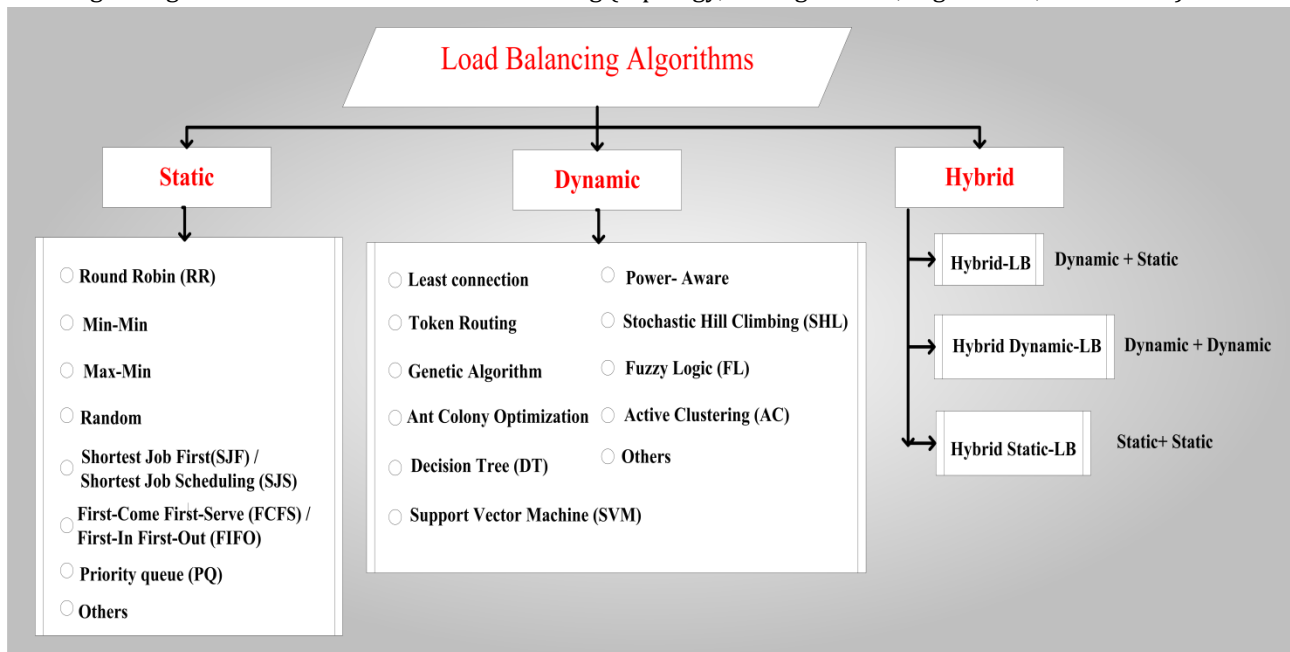 Load Balancing Algorithms
Static
Dynamic
Hybrid
Round Robin (RR)
Min-Min
Max-Min
Random
Shortest Job First(SJF) /
Shortest Job Scheduling (SJS)
First-Come First-Serve (FCFS) /
First-In First-Out (FIFO)
Priority queue (PQ)
Others
Least connection
Token Routing
Genetic Algorithm
Ant Colony Optimization
Decision Tree (DT)
Support Vector Machine (SVM)
Power- Aware
Stochastic Hill Climbing (SHL)
Fuzzy Logic (FL)
Active Clustering (AC)
Others
Hybrid-LB
Dynamic + Static
Hybrid Dynamic-LB
Dynamic + Dynamic
Hybrid Static-LB
Static+ Static